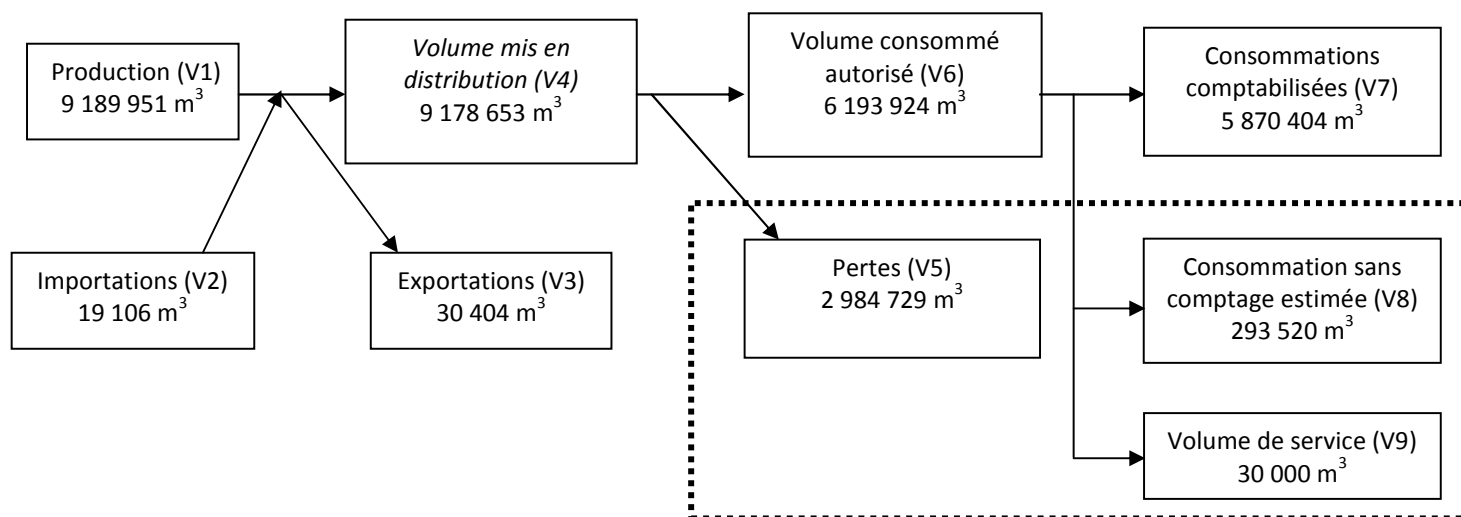 Production (V1)
9 189 951 m³
Volume mis en
distribution (V4)
9 178 653 m³
Volume consommé
autorisé (V6)
6 193 924 m³
Consommations
comptabilisées (V7)
5 870 404 m³
Importations (V2)
19 106 m³
Exportations (V3)
30 404 m³
Pertes (V5)
2 984 729 m³
Consommation sans
comptage estimée (V8)
293 520 m³
Volume de service (V9)
30 000 m³